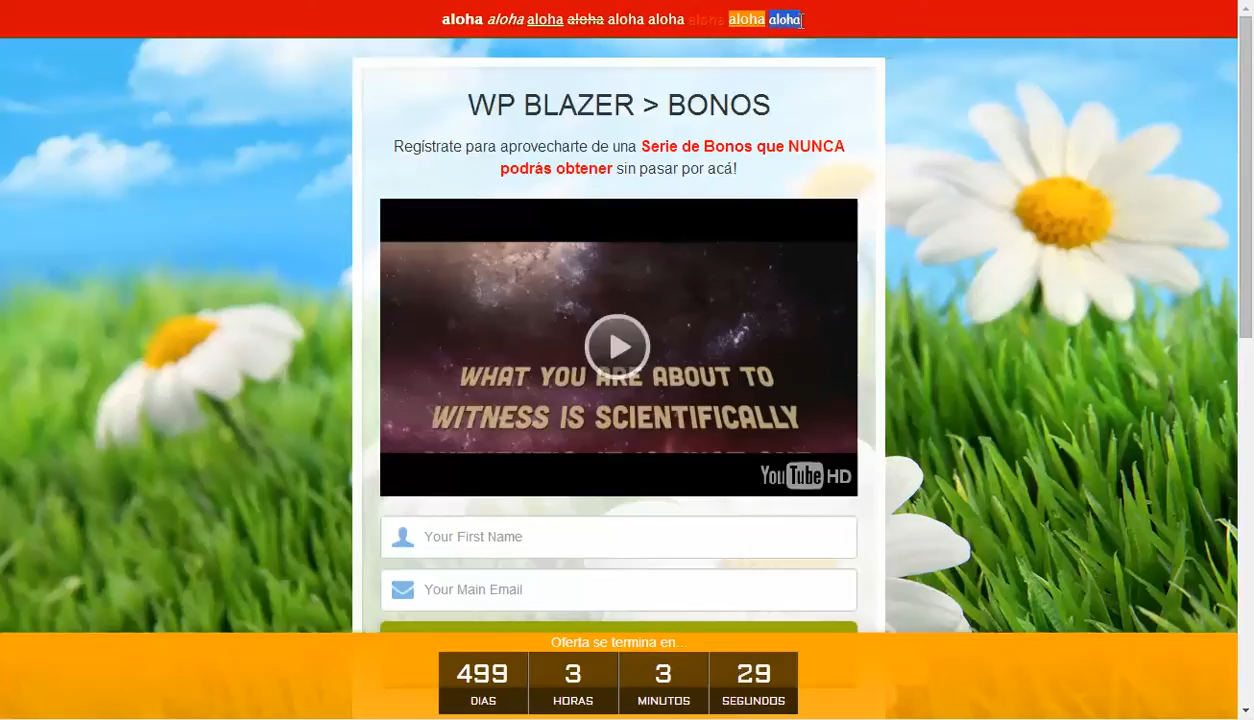 aloha aloha aloha aloha aloha aloha aloha aloha aloha
WP BLAZER > BONOS
Regístrate para aprovecharte de una Serie de Bonos que NUNCA
podrás obtener sin pasar por acá!
WHAT YOU ARE ABOUT TO
WITNESS IS SCIENTIFICALLY
YouTube HD
Your First Name
Your Main Email
Oferta se termina en...
499 3 3 29
DIAS HORAS MINUTOS SEGUNDOS